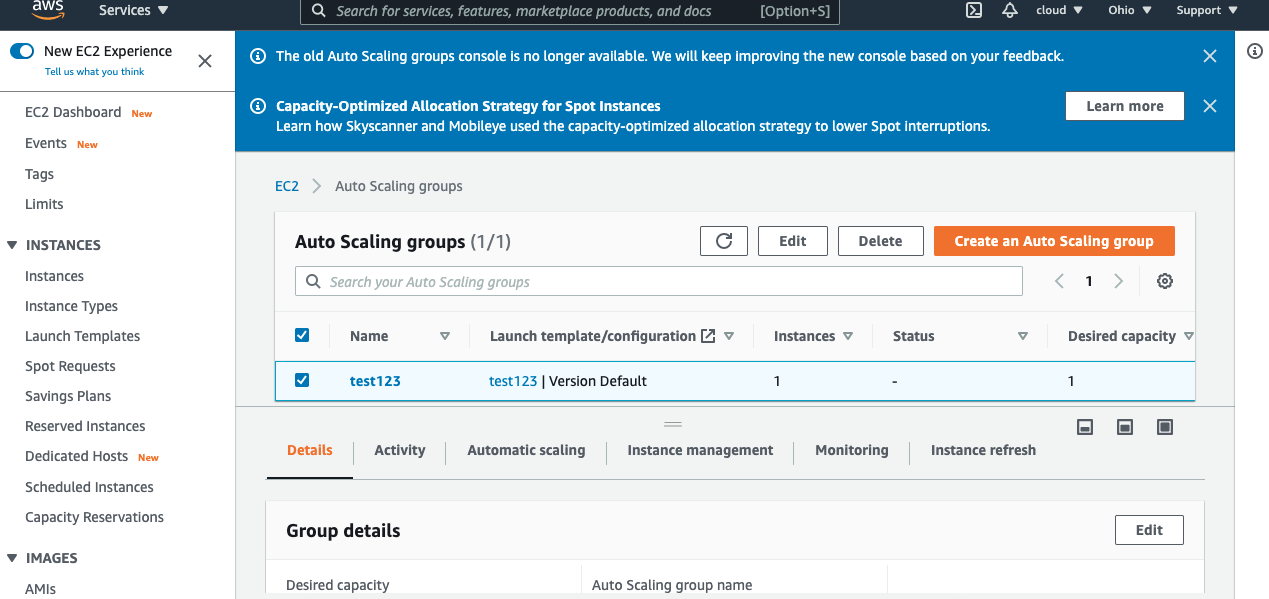 aws
Services
Search for services, features, marketplace products, and docs [Option+S]
cloud
Ohio
Support
New EC2 Experience
Tell us what you think
EC2 Dashboard New
Events New
Tags
Limits
INSTANCES
Instances
Instance Types
Launch Templates
Spot Requests
Savings Plans
Reserved Instances
Dedicated Hosts New
Scheduled Instances
Capacity Reservations
IMAGES
AMIs
The old Auto Scaling groups console is no longer available. We will keep improving the new console based on your feedback.
Capacity-Optimized Allocation Strategy for Spot Instances
Learn how Skyscanner and Mobileye used the capacity-optimized allocation strategy to lower Spot interruptions.
Learn more
EC2 Auto Scaling groups
Auto Scaling groups (1/1)
Edit
Delete
Create an Auto Scaling group
Search your Auto Scaling groups
1
Name Launch template/configuration Instances Status Desired capacity
test123 test123 | Version Default 1 - 1
Details Activity Automatic scaling Instance management Monitoring Instance refresh
Group details
Edit
Desired capacity Auto Scaling group name